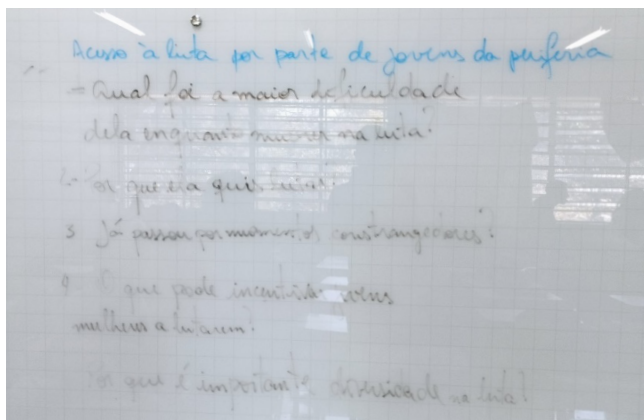 Acesso à luta por parte de jovens da periferia
- Qual foi a maior dificuldade
dela enquanto mulher na luta?
2- Por que ela quis lutar?
3 Já passou por momentos constrangedores?
O que pode incentivar jovens
mulheres a lutarem?
Por que é importante diversidade na luta?